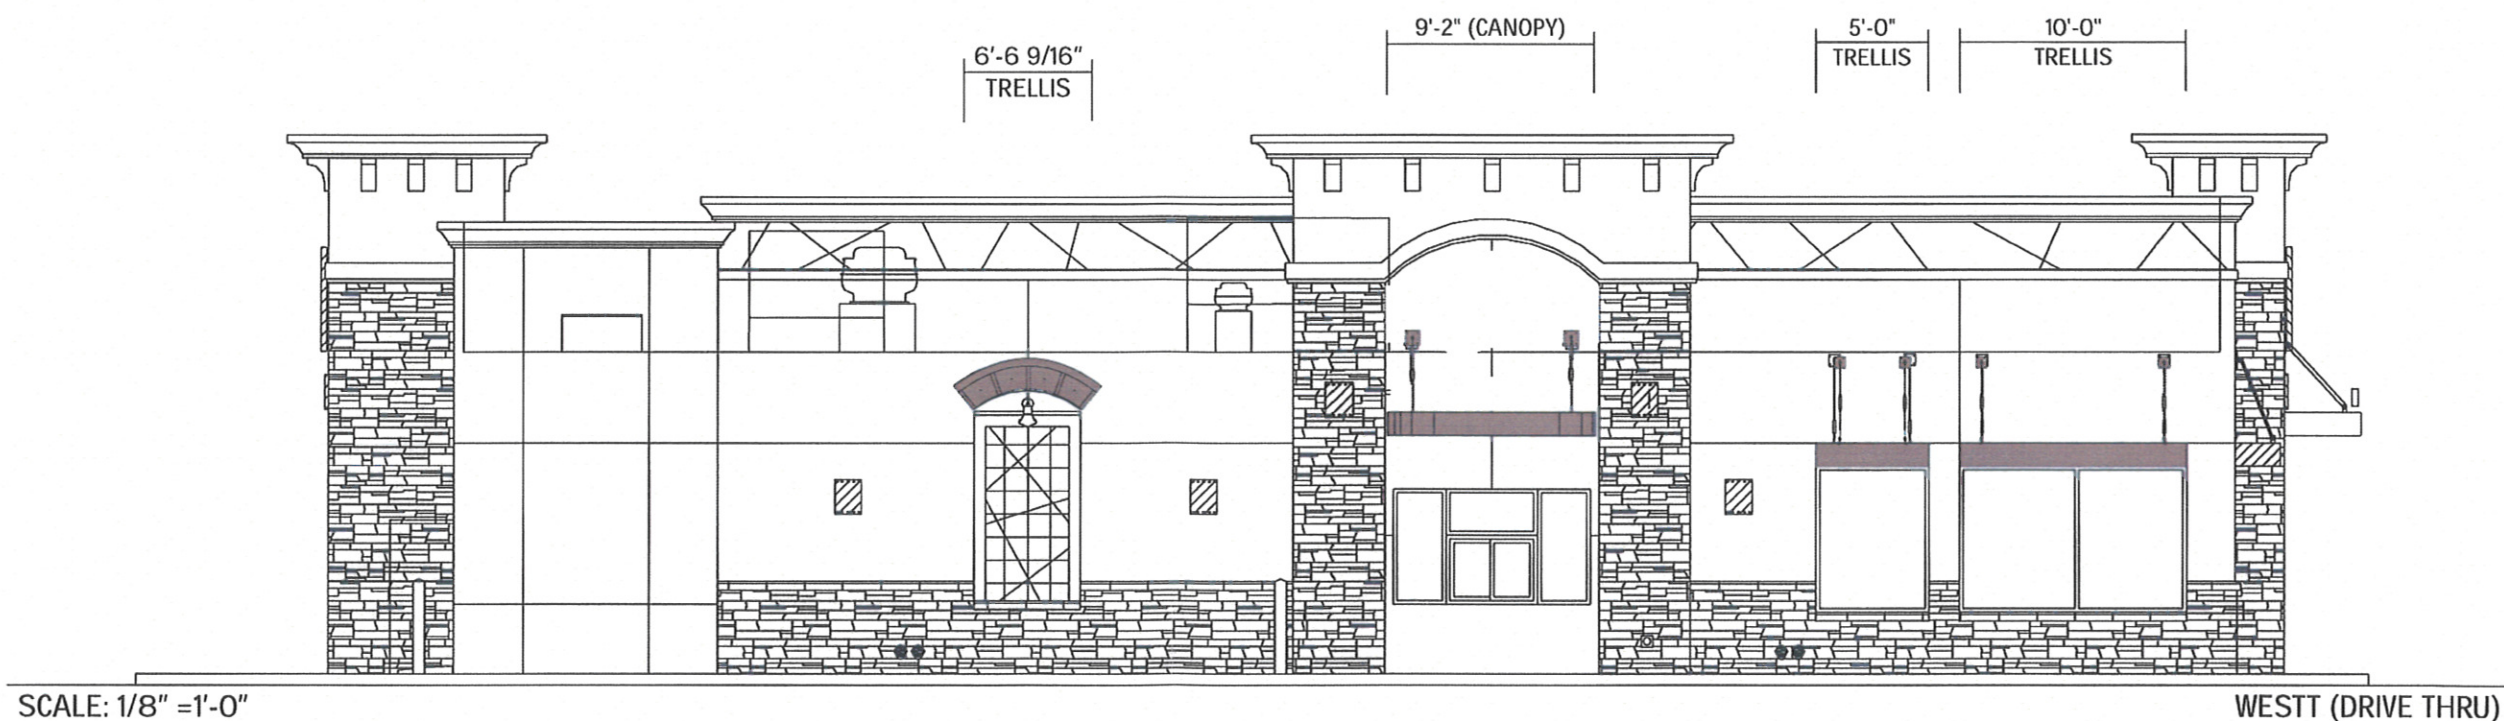 9'-2" (CANOPY)
5'-0"
TRELLIS
10'-0"
TRELLIS
6'-6 9/16"
TRELLIS
SCALE: 1/8" =1'-0"
WESTT (DRIVE THRU)